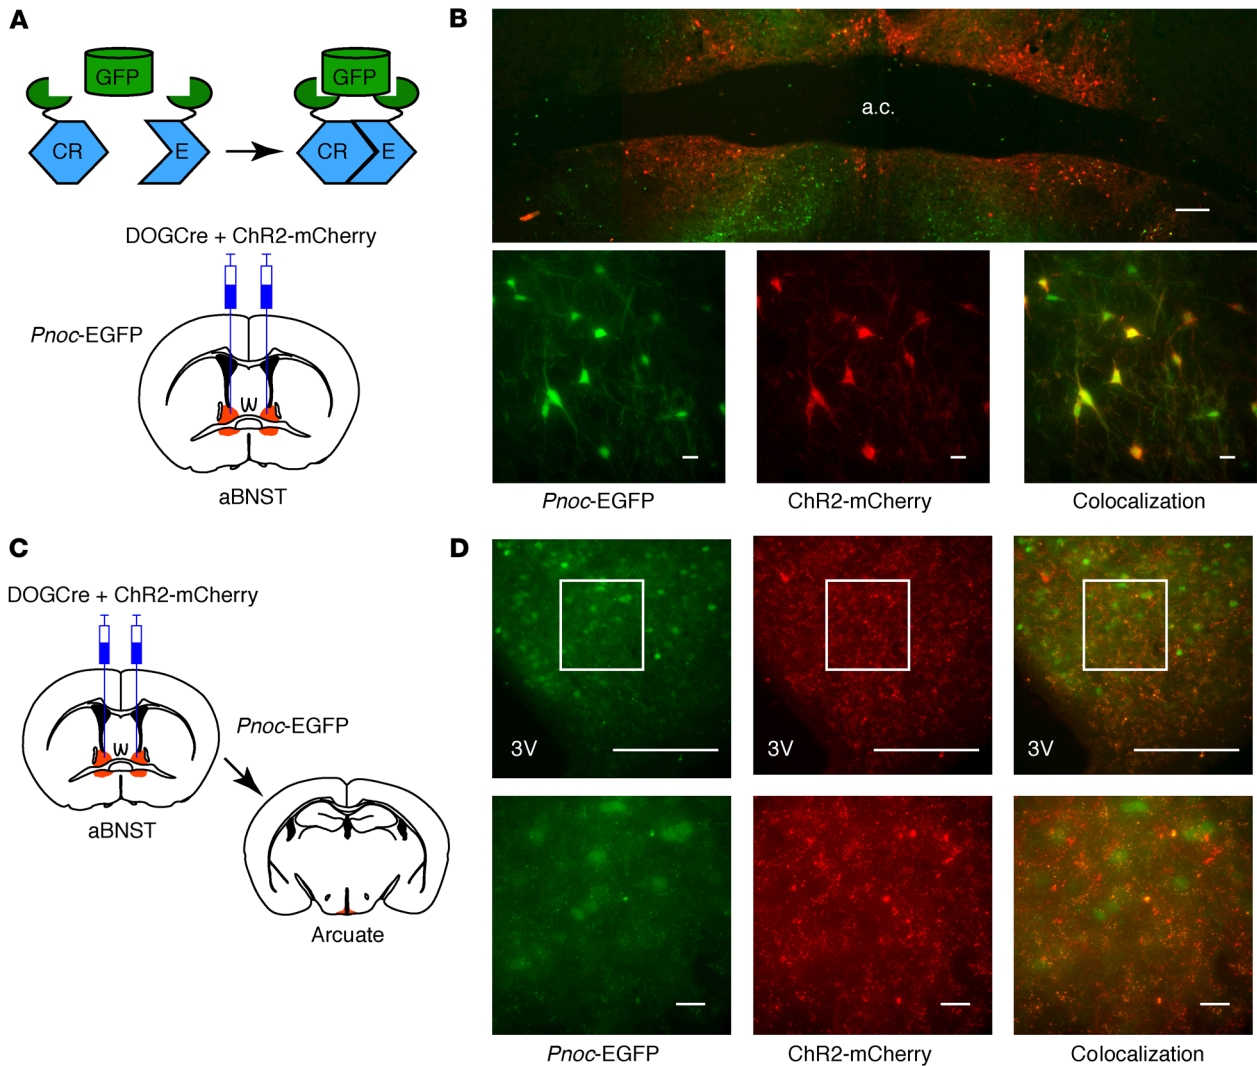 A
GFP
GFP
CR
E
CR
E
DOGCre + ChR2-mCherry
Pnoc-EGFP
aBNST
B
a.c.
Pnoc-EGFP
ChR2-mCherry
Colocalization
C
DOGCre + ChR2-mCherry
Pnoc-EGFP
aBNST
Arcuate
D
3V
3V
3V
Pnoc-EGFP
ChR2-mCherry
Colocalization